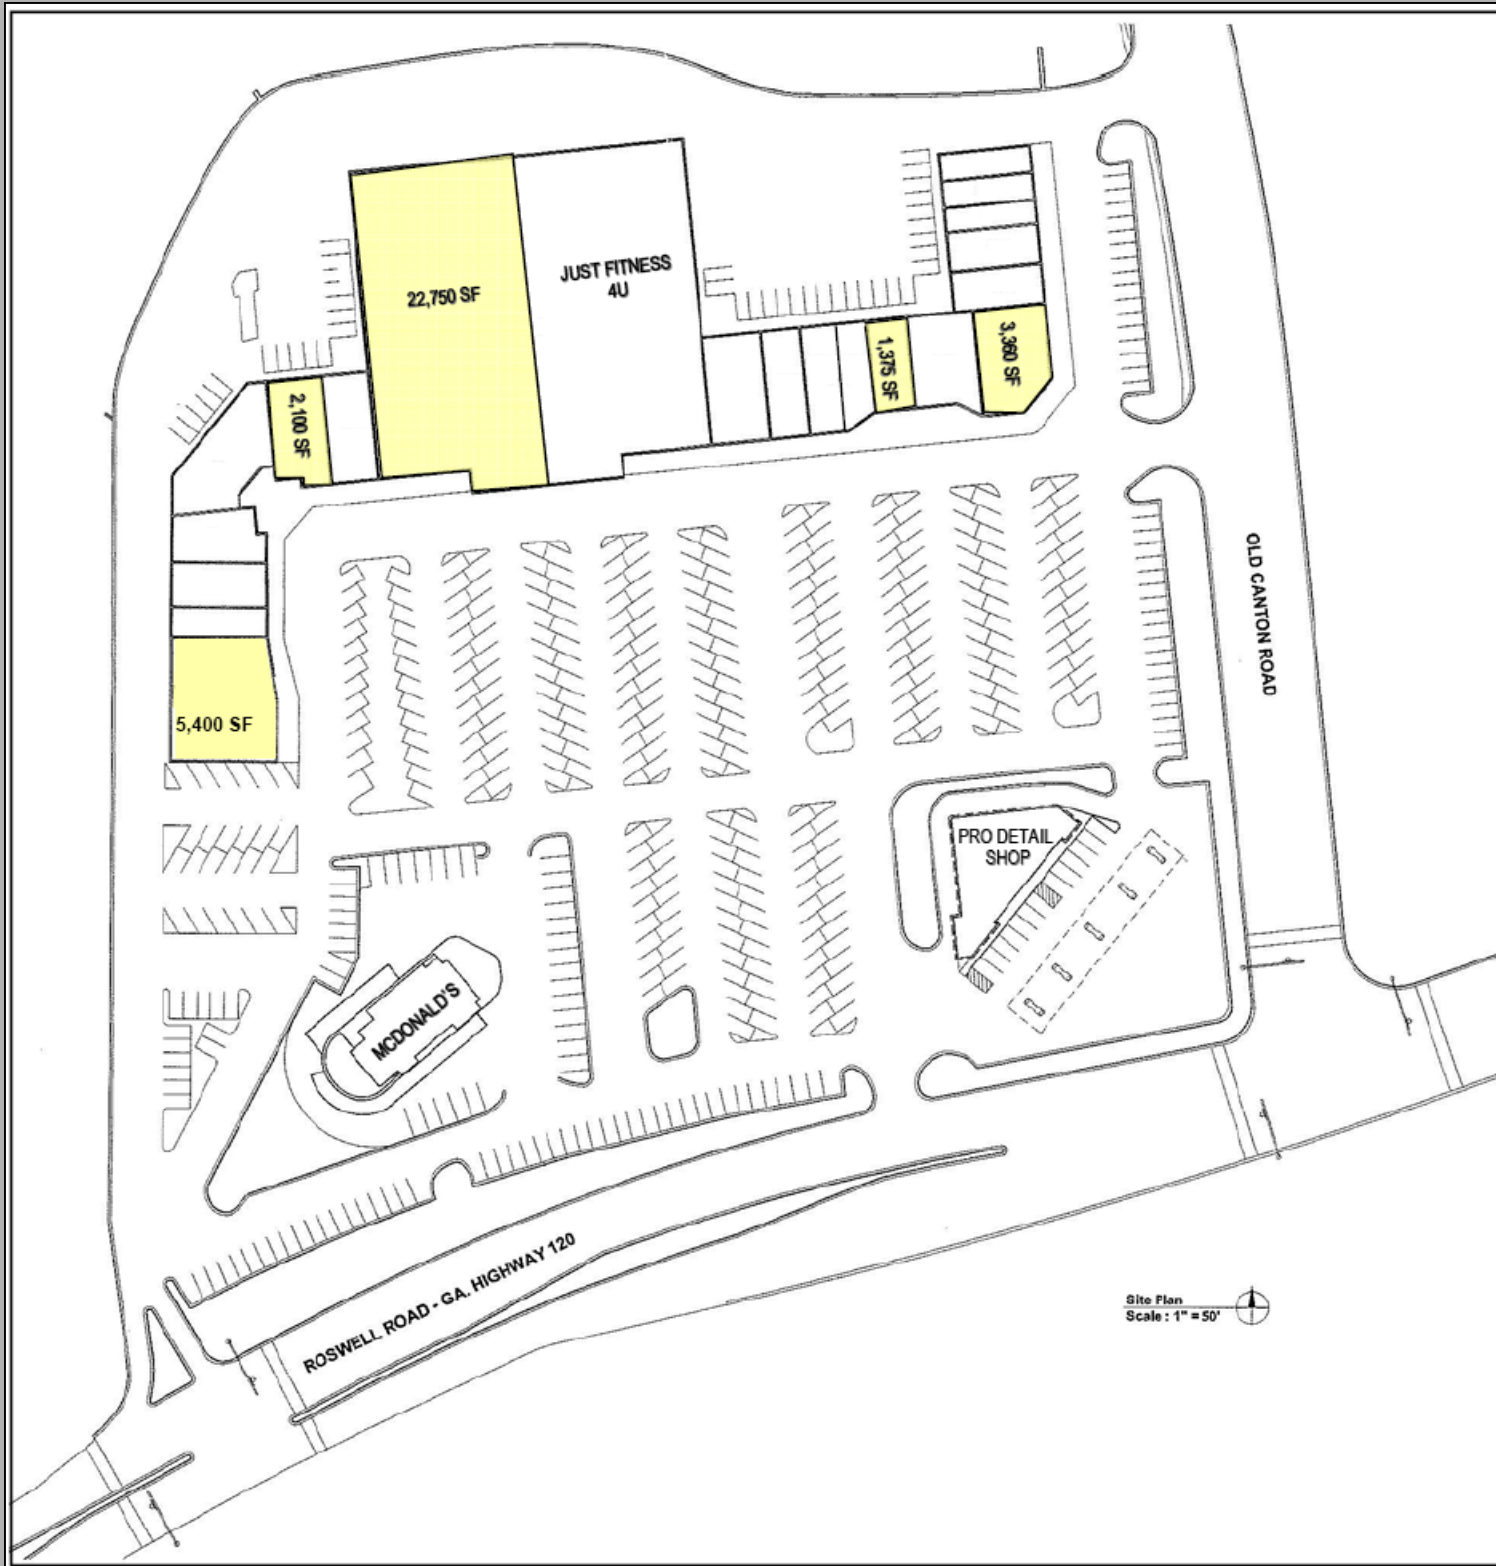 JUST FITNESS
4U
22,750 SF
3,360 SF
1,375 SF
2,100 SF
5,400 SF
OLD CANTON ROAD
PRO DETAIL
SHOP
MCDONALD'S
ROSWELL ROAD - GA. HIGHWAY 120
Site Plan
Scale : 1" = 50'